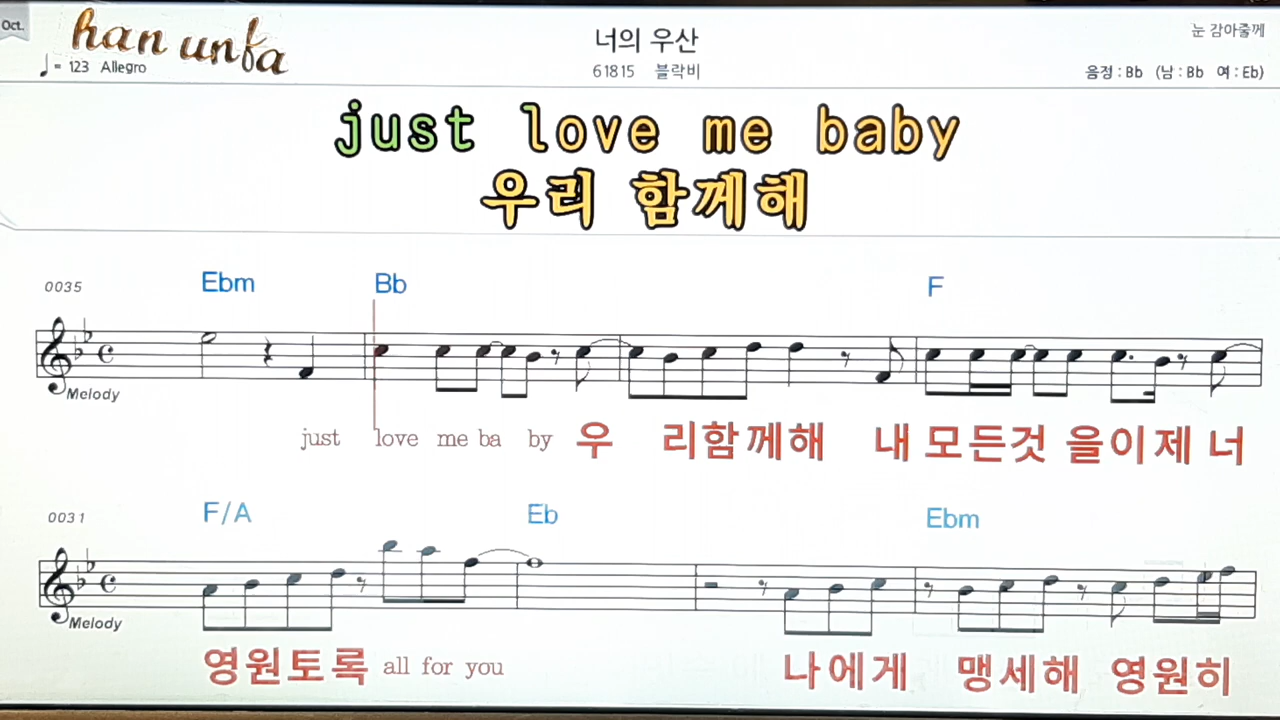 Oct.
han unfa
♩= 123 Allegro
너의 우산
61815 블락비
눈 감아줄께
음정 : Bb (남 : Bb 여 : Eb)
just love me baby
우리 함께해
0035
Ebm Bb F
Melody
just love me ba by 우 리함께해 내 모든것 을이제 너
0031
F/A Eb Ebm
Melody
영원토록 all for you 나에게 맹세해 영원히